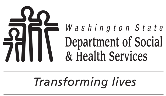 Washington State
Department of Social
& Health Services
Transforming lives